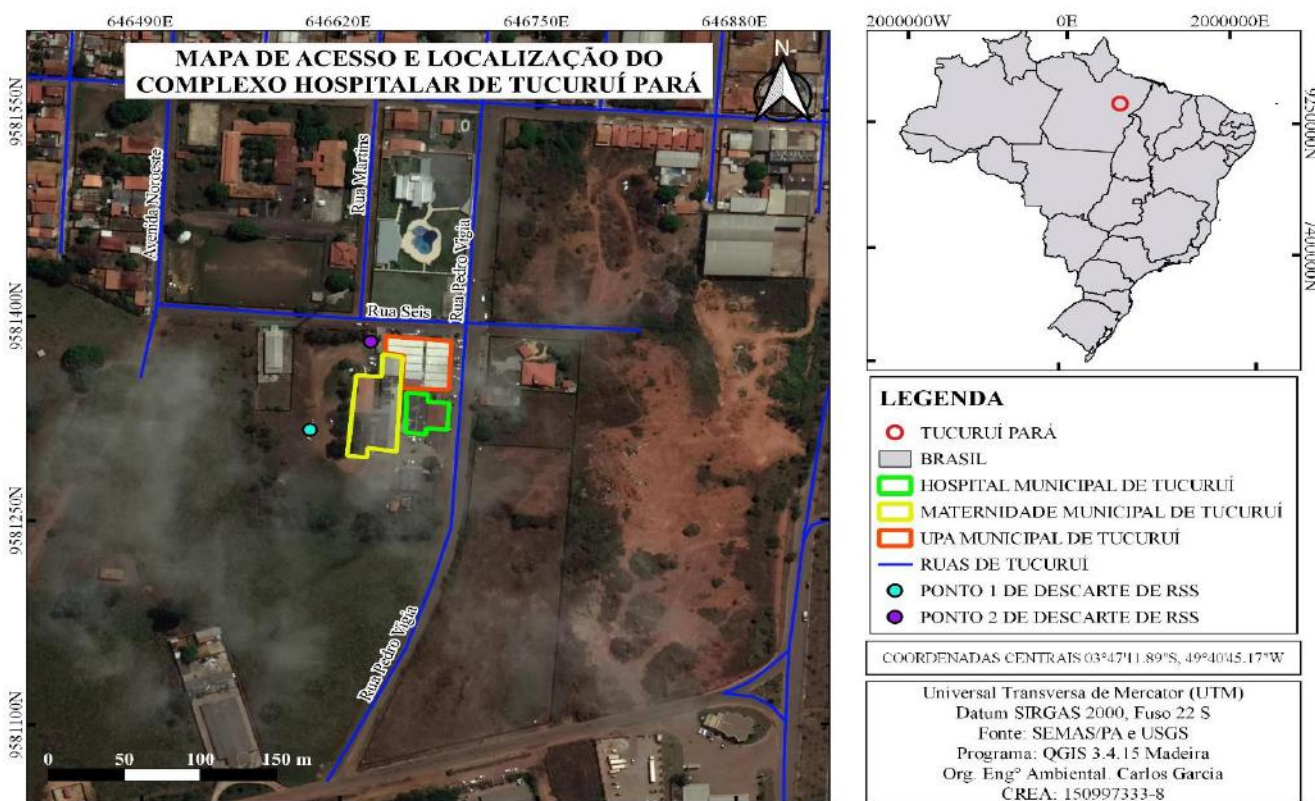 646490E 646620E 646750E 646880E
2000000W 0E 2000000E
MAPA DE ACESSO E LOCALIZAÇÃO DO
COMPLEXO HOSPITALAR DE TUCURUÍ PARÁ
N
9581550N
9581400N
9581250N
9581100N
Avenida Noroeste
Rua Martins
Rua Pedro Vigia
Rua Seis
Rua Pedro Vigia
0 50 100 150 m
9250000N
7400000N
LEGENDA
TUCURUÍ PARÁ
BRASIL
HOSPITAL MUNICIPAL DE TUCURUÍ
MATERNIDADE MUNICIPAL DE TUCURUÍ
UPA MUNICIPAL DE TUCURUÍ
RUAS DE TUCURUÍ
PONTO 1 DE DESCARTE DE RSS
PONTO 2 DE DESCARTE DE RSS
COORDENADAS CENTRAIS 03°47'11.89"S, 49°40'45.17"W
Universal Transversa de Mercator (UTM)
Datum SIRGAS 2000, Fuso 22 S
Fonte: SEMAS/PA e USGS
Programa: QGIS 3.4.15 Madeira
Org. Engº Ambiental. Carlos Garcia
CREA: 150997333-8